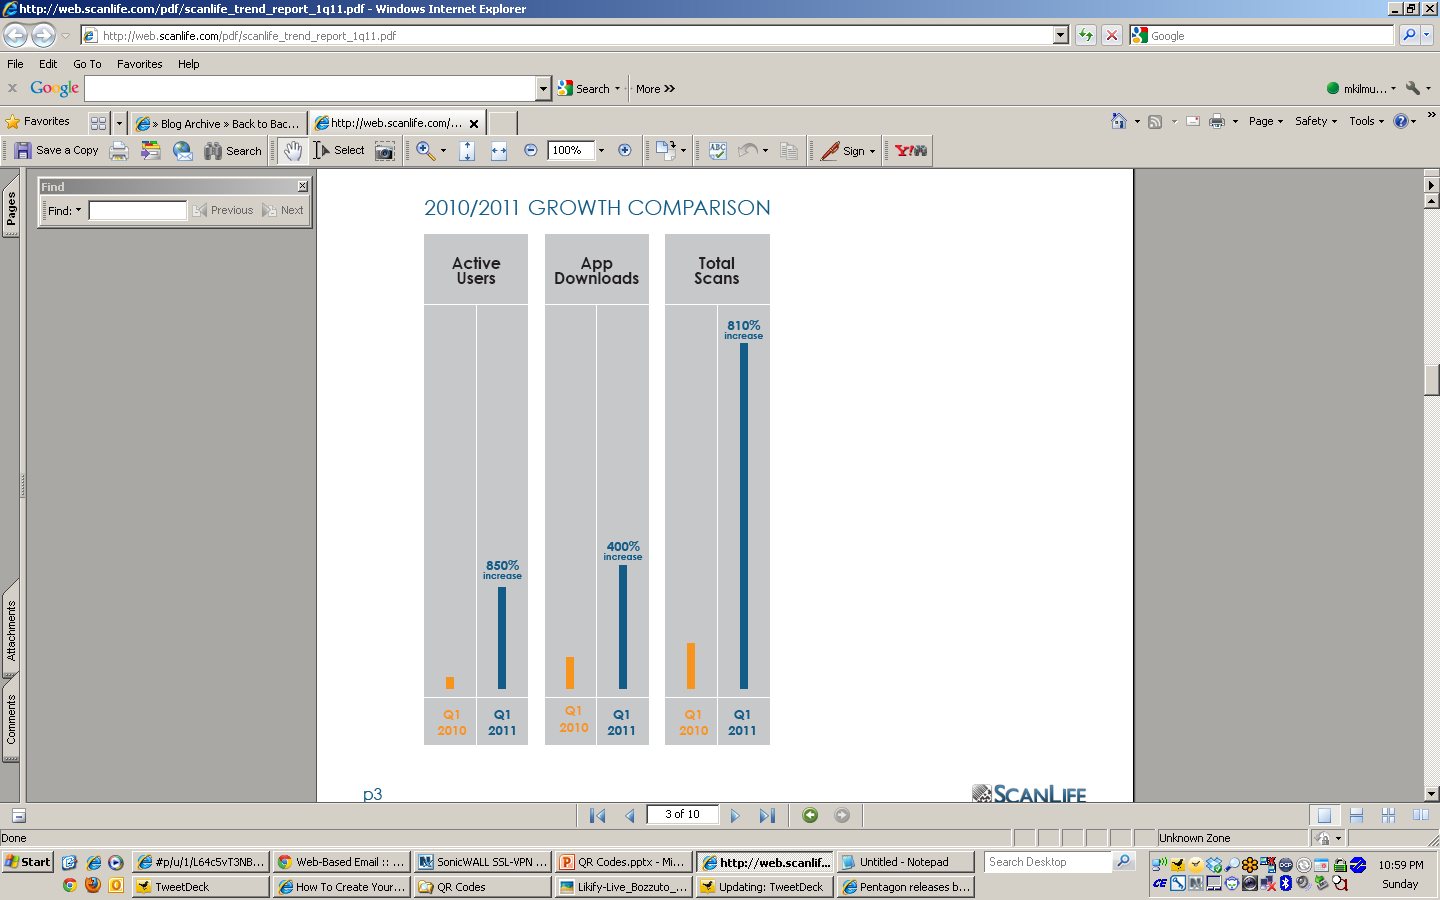 http://web.scanlife.com/pdf/scanlife_trend_report_1q11.pdf - Windows Internet Explorer
http://web.scanlife.com/pdf/scanlife_trend_report_1q11.pdf
Google
File Edit Go To Favorites Help
Google
Search
More »
mkilmu...
Favorites
» Blog Archive » Back to Bac...
http://web.scanlife.com/...
Page
Safety
Tools
»
Save a Copy
Search
Select
100%
Sign
Y!
Pages
Find
Find:
Previous
Next
2010/2011 GROWTH COMPARISON
Active
Users
App
Downloads
Total
Scans
850%
increase
400%
increase
810%
increase
Q1
2010
Q1
2011
Q1
2010
Q1
2011
Q1
2010
Q1
2011
Attachments
Comments
p3
SCANLIFE
3 of 10
Done
Unknown Zone
Start
#p/u/1/L64c5vT3NB...
Web-Based Email :: ...
SonicWALL SSL-VPN ...
QR Codes.pptx - Mi...
http://web.scanlif...
Untitled - Notepad
Search Desktop
10:59 PM
TweetDeck
How To Create Your...
QR Codes
Likify-Live_Bozzuto_...
Updating: TweetDeck
Pentagon releases b...
Sunday